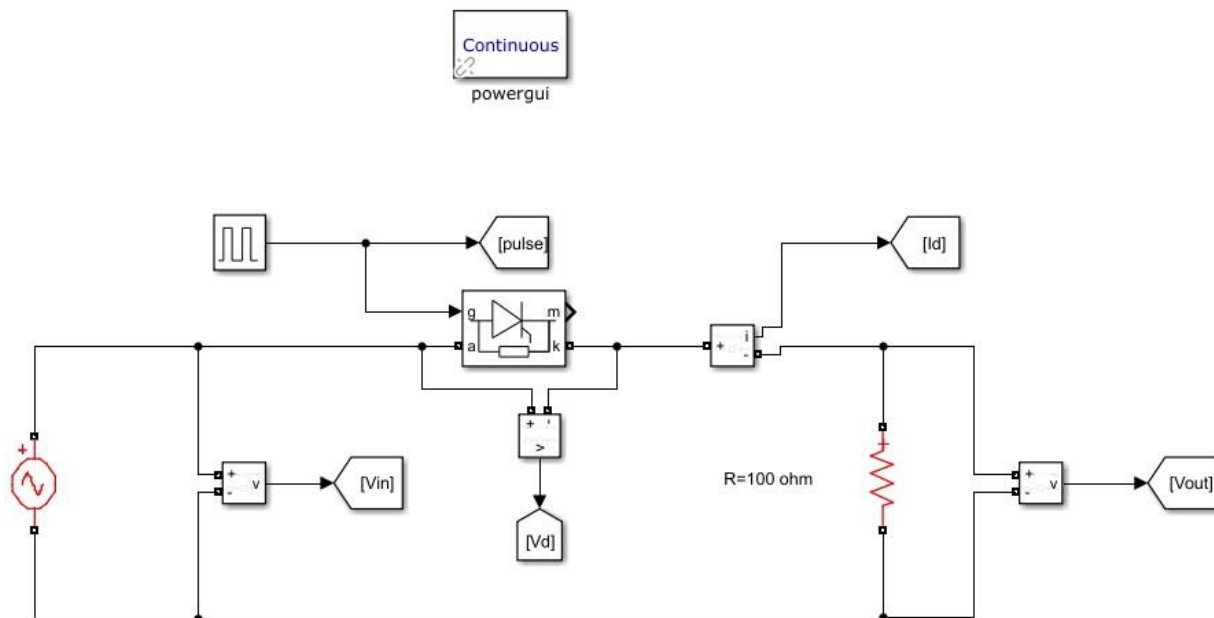 Continuous
powergui
[pulse]
[Id]
g
m
a
k
+
i
-
+
-
+
+
-
v
[Vin]
v
[Vd]
R=100 ohm
+
+
-
v
[Vout]